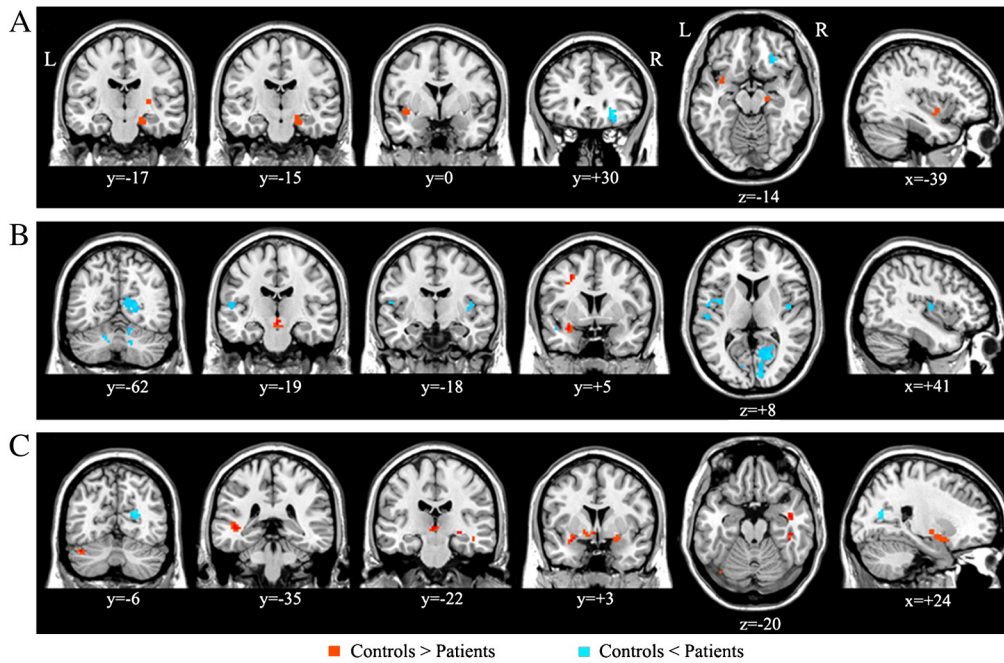 A
L
R
L
R
y=-17
y=-15
y=0
y=+30
z=-14
x=-39
B
y=-62
y=-19
y=-18
y=+5
z=+8
x=+41
C
y=-6
y=-35
y=-22
y=+3
z=-20
x=+24
Controls > Patients
Controls < Patients